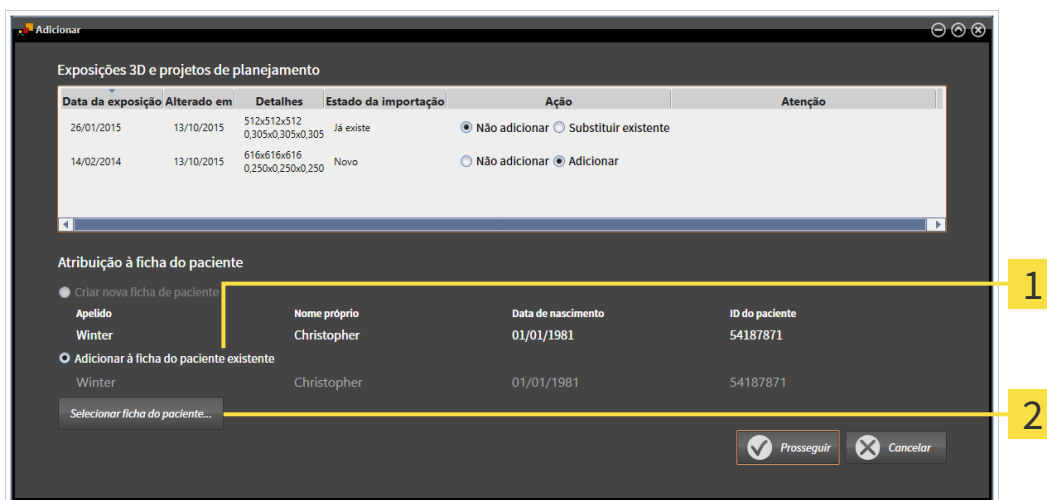 Adicionar
Exposições 3D e projetos de planejamento
Data da exposição Alterado em Detalhes Estado da importação Ação Atenção
26/01/2015 13/10/2015 512x512x512 0,305x0,305x0,305 Já existe Não adicionar Substituir existente
14/02/2014 13/10/2015 616x616x616 0,250x0,250x0,250 Novo Não adicionar Adicionar
Atribuição à ficha do paciente
Criar nova ficha de paciente
1
Apelido Nome próprio Data de nascimento ID do paciente
Winter Christopher 01/01/1981 54187871
Adicionar à ficha do paciente existente
Winter Christopher 01/01/1981 54187871
Selecionar ficha do paciente...
2
Prosseguir Cancelar